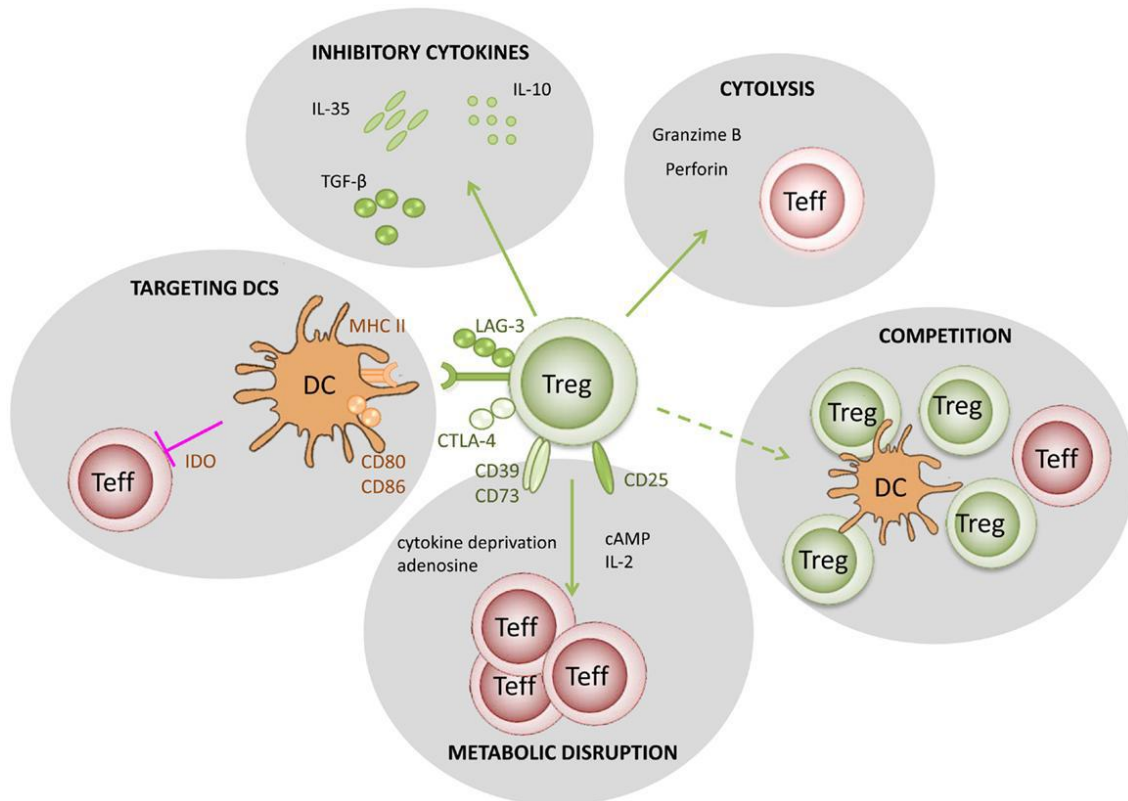 INHIBITORY CYTOKINES
IL-35
IL-10
TGF-β
CYTOLYSIS
Granzime B
Perforin
Teff
TARGETING DCS
MHC II
DC
IDO
Teff
CD80
CD86
LAG-3
Treg
CTLA-4
CD39
CD73
CD25
COMPETITION
Treg
Treg
Teff
DC
Treg
Treg
cytokine deprivation
adenosine
cAMP
IL-2
Teff
Teff
Teff
METABOLIC DISRUPTION